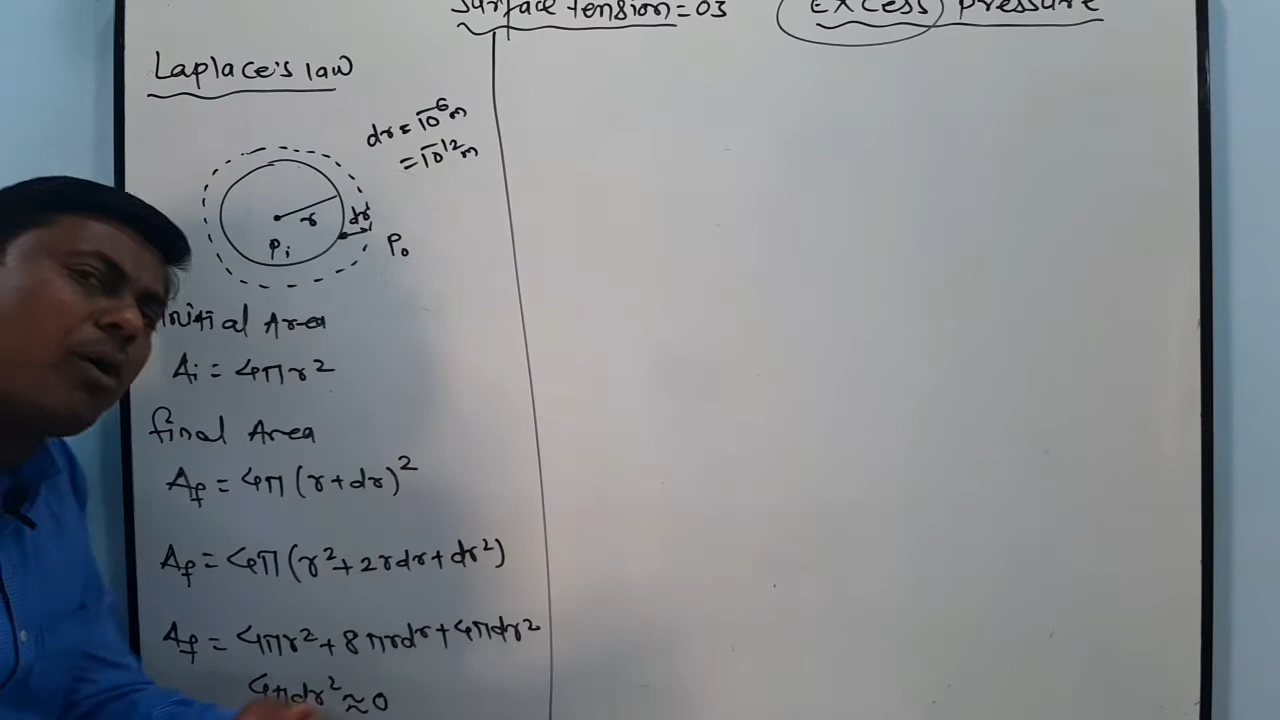 Surface tension = 03
Excess pressure
Laplace's law
dr = 10⁻⁶m
= 10⁻¹²m
r
dr
Pi
Po
Initial Area
Ai = 4πr²
final Area
Af = 4π(r+dr)²
Af = 4π(r²+2rdr+dr²)
Af = 4πr²+8πrdr+4πdr²
4πdr² ≈ 0